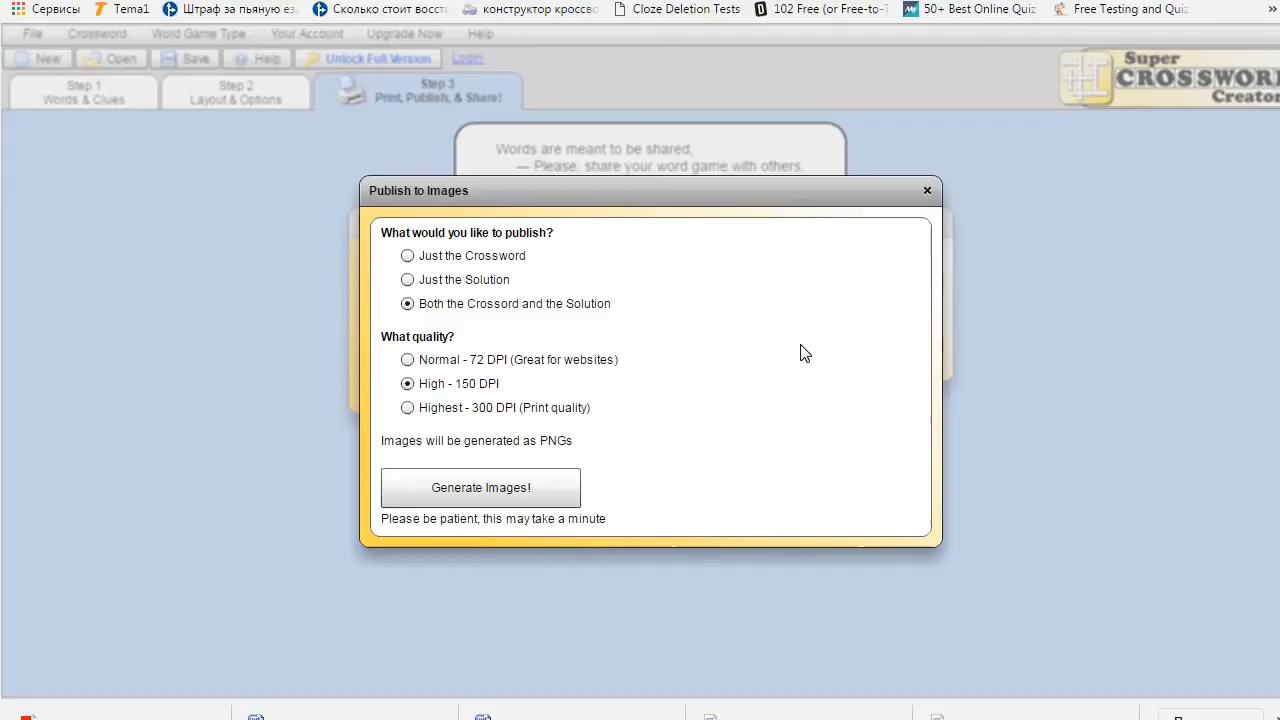 Сервисы Tema1 Штраф за пьяную ез Сколько стоит восст конструктор кроссво Cloze Deletion Tests 102 Free (or Free-to- 50+ Best Online Quiz Free Testing and Quiz »
File Crossword Word Game Type Your Account Upgrade Now Help
New Open Save Help Unlock Full Version Login
Step 1
Words & Clues
Step 2
Layout & Options
Step 3
Print, Publish, & Share!
Super
CROSSWORD
Creator
Words are meant to be shared,
— Please, share your word game with others.
Publish to Images
What would you like to publish?
Just the Crossword
Just the Solution
Both the Crossord and the Solution
What quality?
Normal - 72 DPI (Great for websites)
High - 150 DPI
Highest - 300 DPI (Print quality)
Images will be generated as PNGs
Generate Images!
Please be patient, this may take a minute